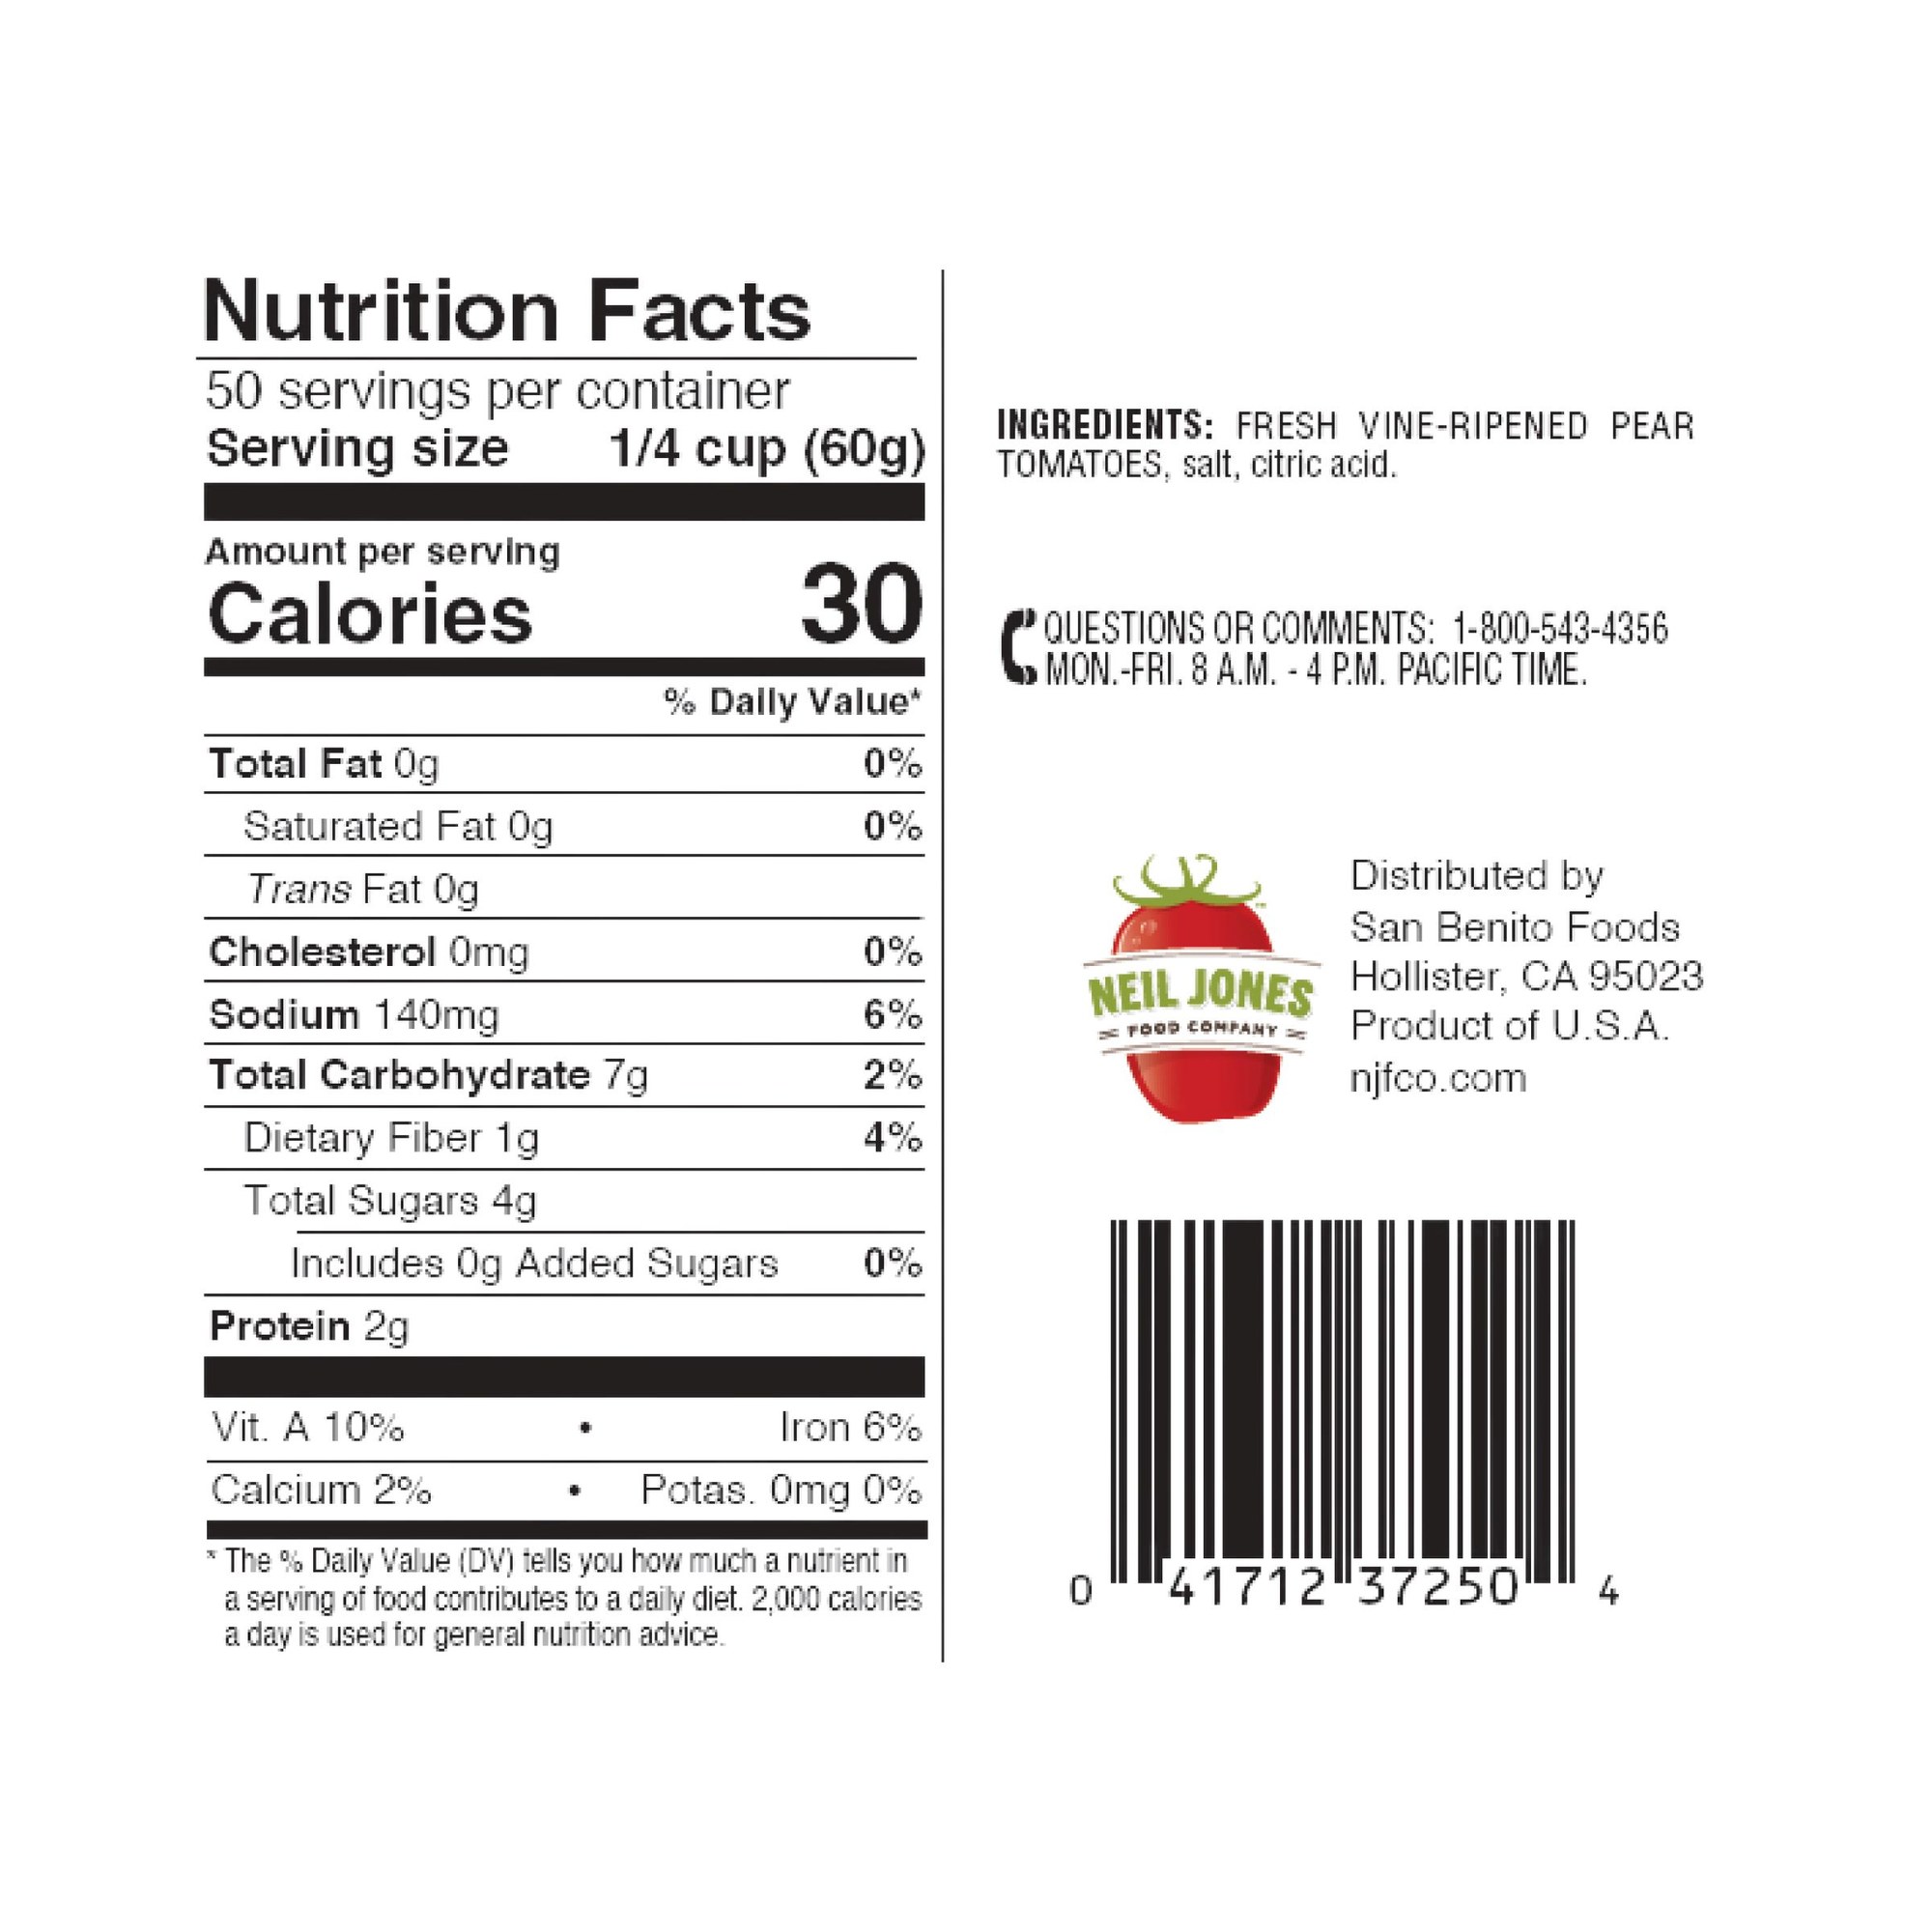 Nutrition Facts
50 servings per container
Serving size 1/4 cup (60g)
Amount per serving
Calories 30
% Daily Value*
Total Fat 0g 0%
Saturated Fat 0g 0%
Trans Fat 0g
Cholesterol 0mg 0%
Sodium 140mg 6%
Total Carbohydrate 7g 2%
Dietary Fiber 1g 4%
Total Sugars 4g
Includes 0g Added Sugars 0%
Protein 2g
Vit. A 10% • Iron 6%
Calcium 2% • Potas. 0mg 0%
* The % Daily Value (DV) tells you how much a nutrient in
a serving of food contributes to a daily diet. 2,000 calories
a day is used for general nutrition advice.
INGREDIENTS: FRESH VINE-RIPENED PEAR
TOMATOES, salt, citric acid.
QUESTIONS OR COMMENTS: 1-800-543-4356
MON.-FRI. 8 A.M. - 4 P.M. PACIFIC TIME.
NEIL JONES
FOOD COMPANY
Distributed by
San Benito Foods
Hollister, CA 95023
Product of U.S.A.
njfco.com
0 41712 37250 4